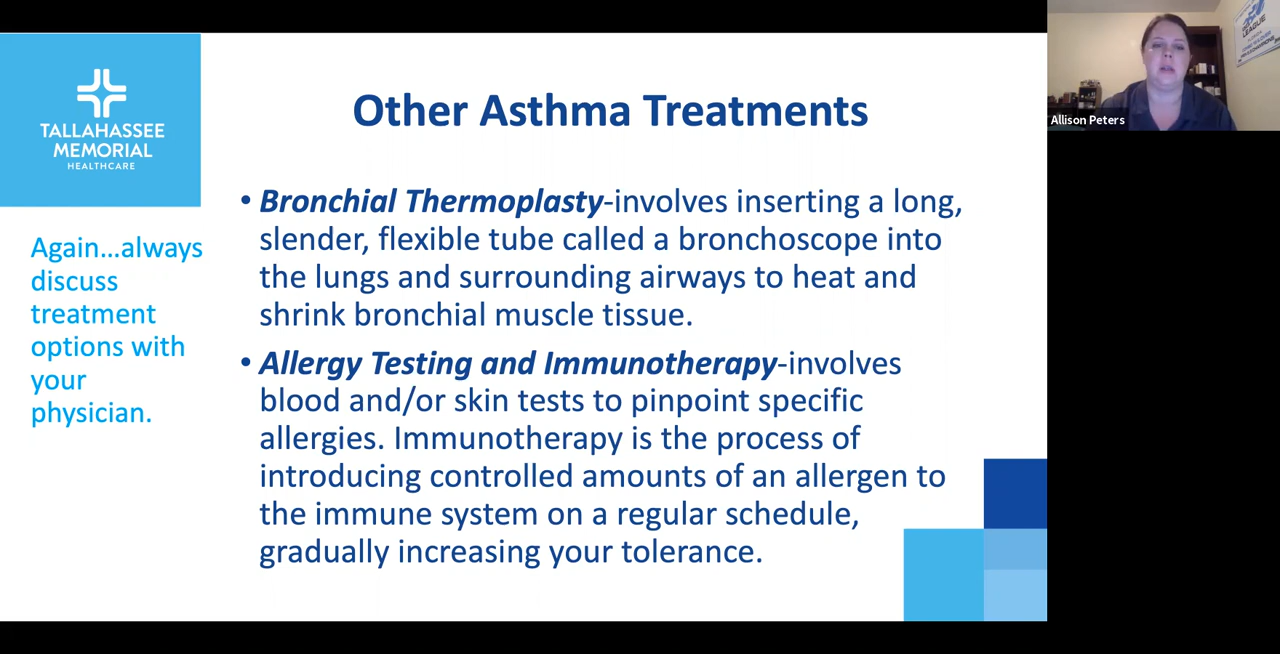 TALLAHASSEE
MEMORIAL
HEALTHCARE
Again...always
discuss
treatment
options with
your
physician.
Other Asthma Treatments
• Bronchial Thermoplasty-involves inserting a long,
slender, flexible tube called a bronchoscope into
the lungs and surrounding airways to heat and
shrink bronchial muscle tissue.
• Allergy Testing and Immunotherapy-involves
blood and/or skin tests to pinpoint specific
allergies. Immunotherapy is the process of
introducing controlled amounts of an allergen to
the immune system on a regular schedule,
gradually increasing your tolerance.
Allison Peters
LEAGUE